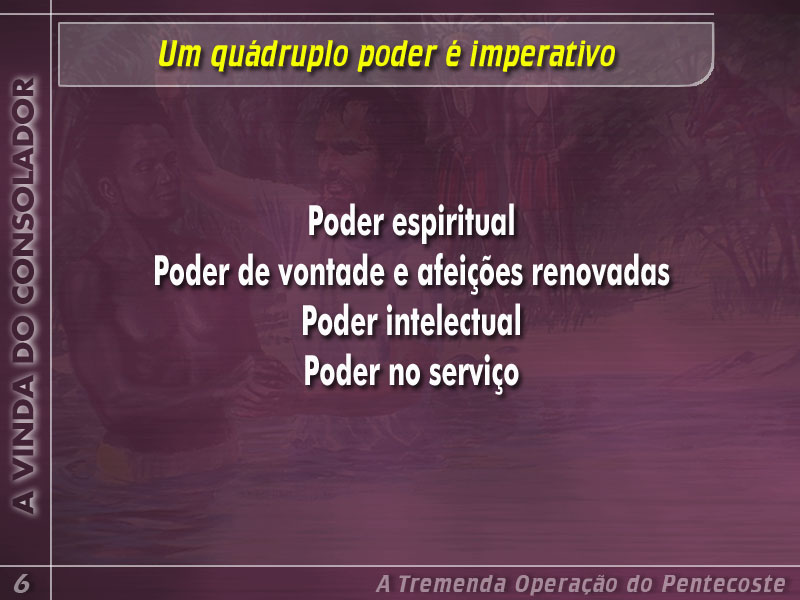 Um quádruplo poder é imperativo
A VINDA DO CONSOLADOR
Poder espiritual
Poder de vontade e afeições renovadas
Poder intelectual
Poder no serviço
6
A Tremenda Operação do Pentecoste